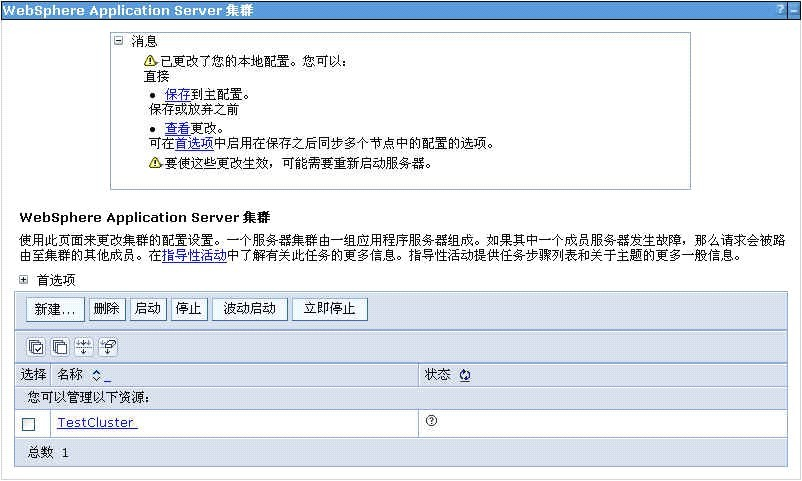 WebSphere Application Server 集群
? –
消息
已更改了您的本地配置。您可以：
直接
保存到主配置。
保存或放弃之前
查看更改。
可在首选项中启用在保存之后同步多个节点中的配置的选项。
要使这些更改生效，可能需要重新启动服务器。
WebSphere Application Server 集群
使用此页面来更改集群的配置设置。一个服务器集群由一组应用程序服务器组成。如果其中一个成员服务器发生故障，那么请求会被路
由至集群的其他成员。在指导性活动中了解有关此任务的更多信息。指导性活动提供任务步骤列表和关于主题的更多一般信息。
首选项
新建... 删除 启动 停止 波动启动 立即停止
选择 名称 状态
您可以管理以下资源：
TestCluster
总数 1